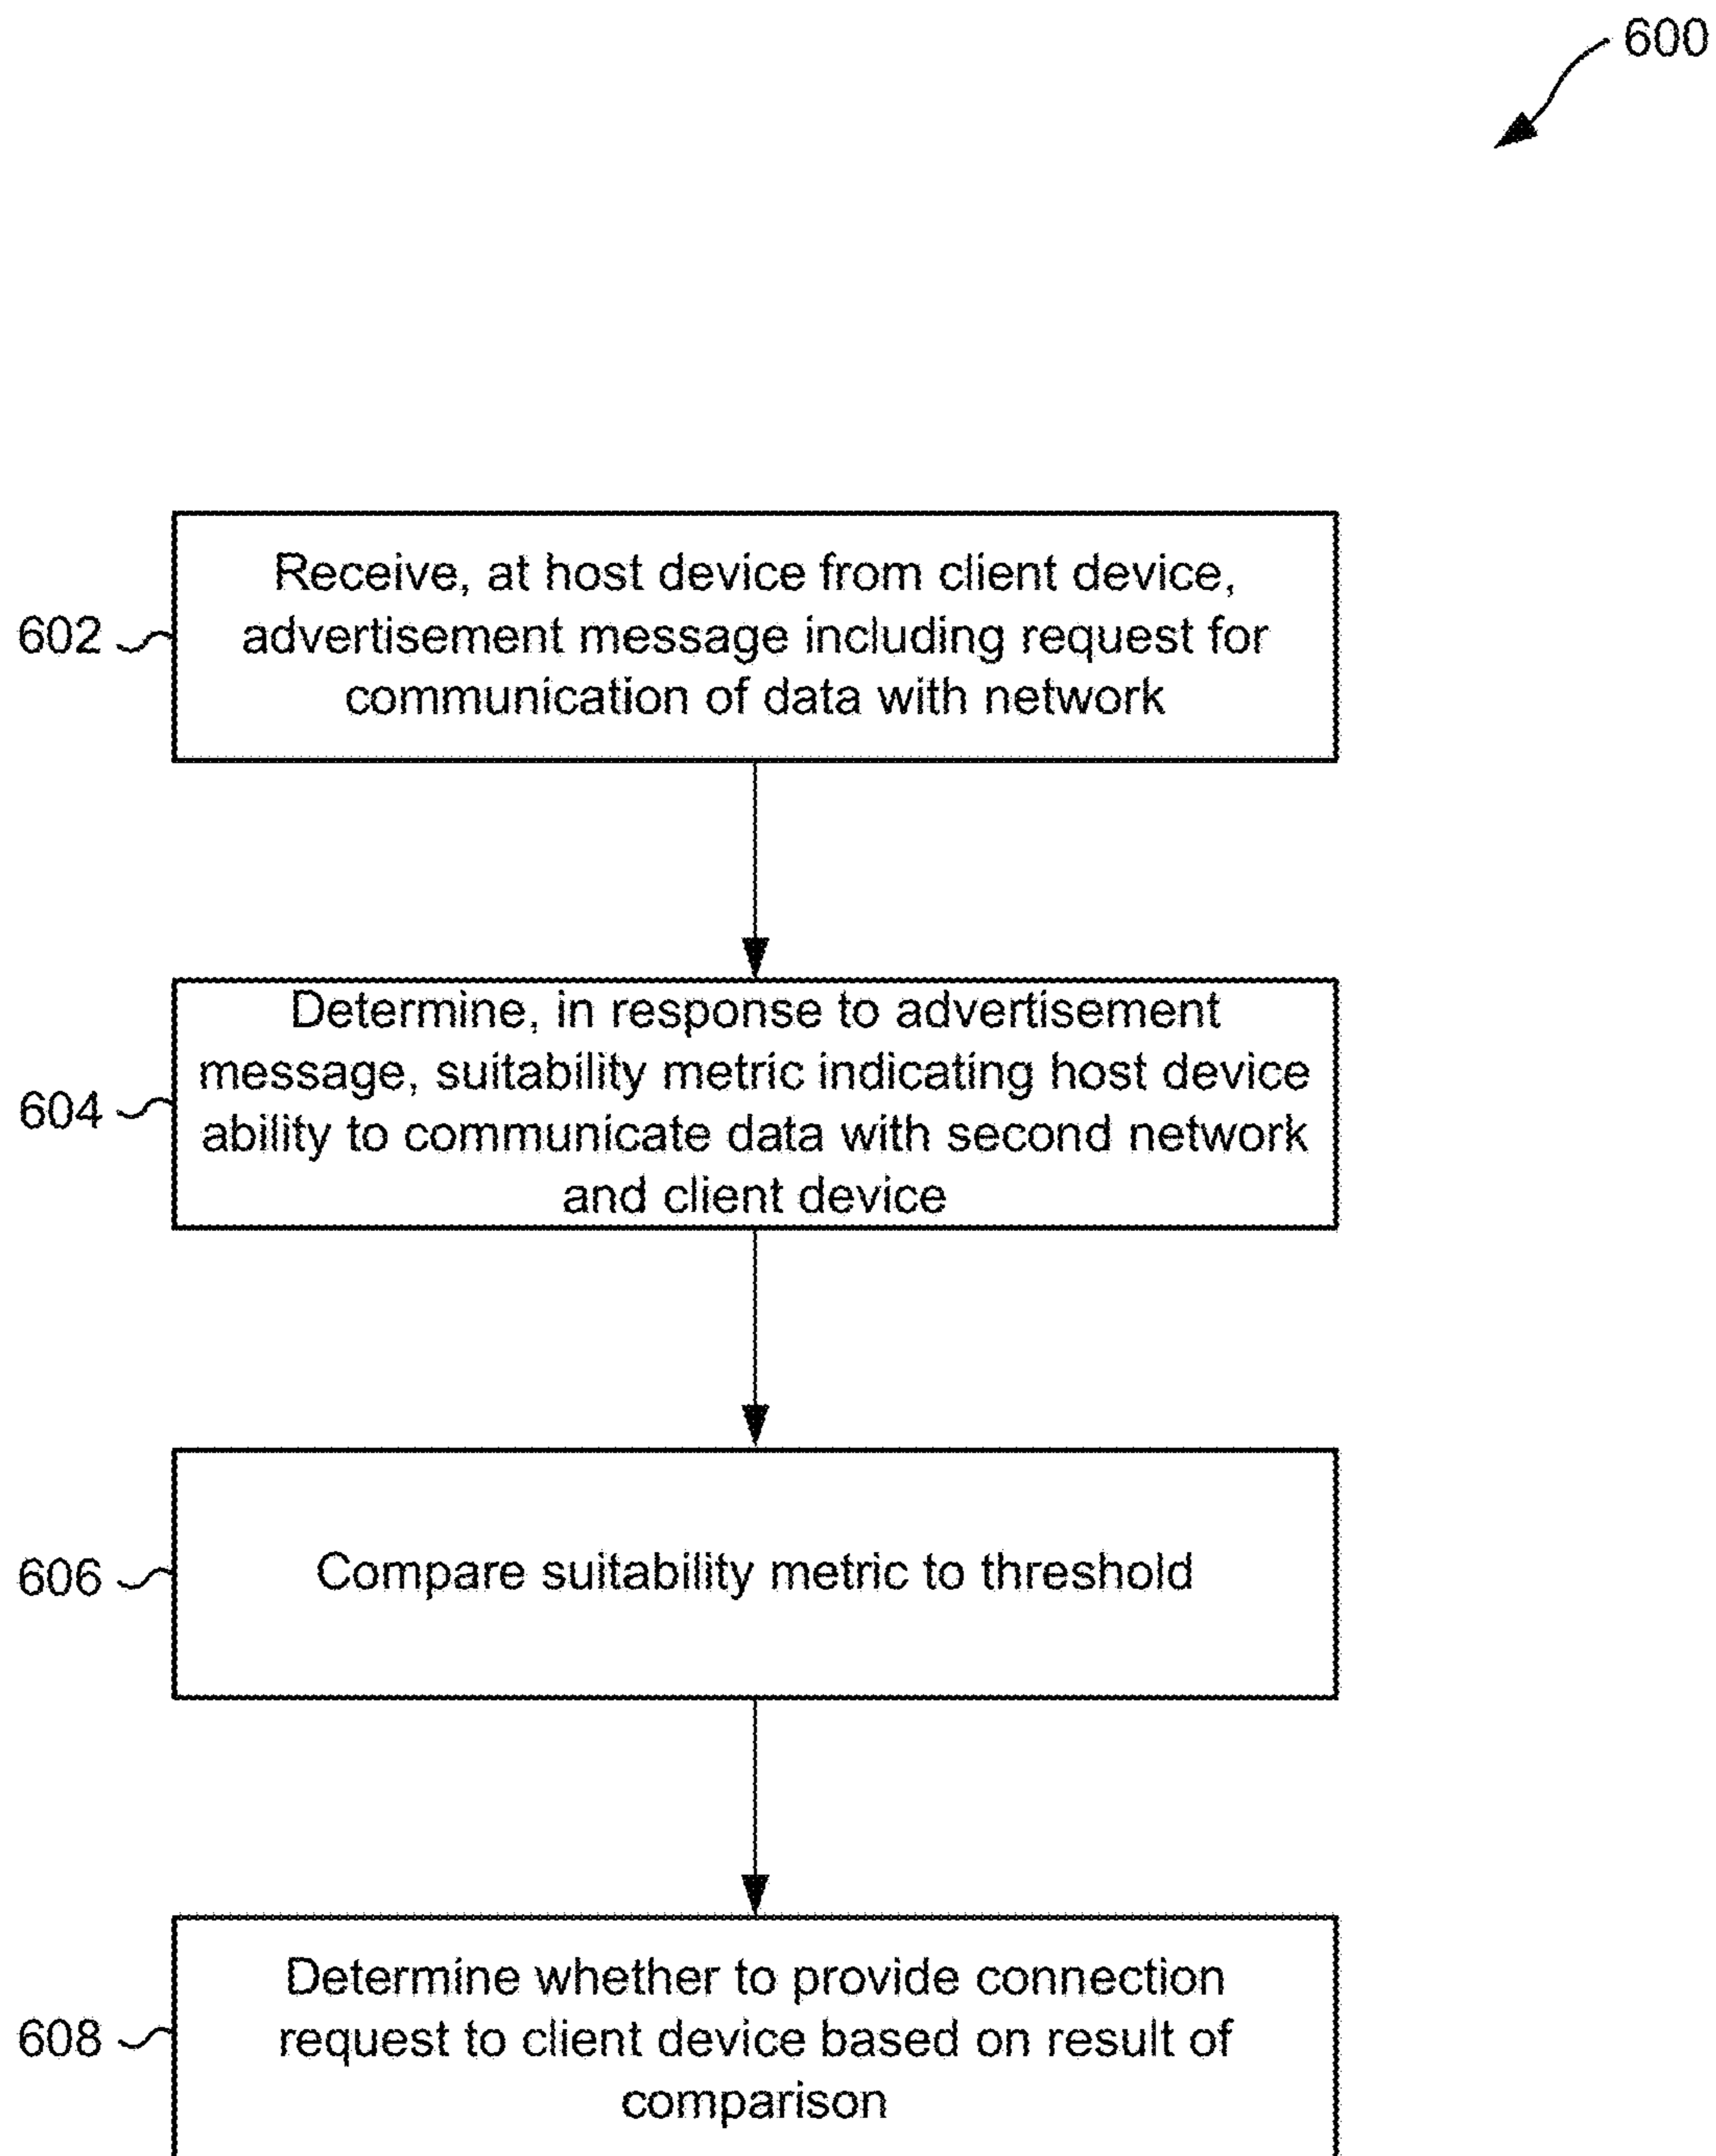 600
Receive, at host device from client device,
advertisement message including request for
communication of data with network
602
Determine, in response to advertisement
message, suitability metric indicating host device
ability to communicate data with second network
and client device
604
Compare suitability metric to threshold
606
Determine whether to provide connection
request to client device based on result of
comparison
608